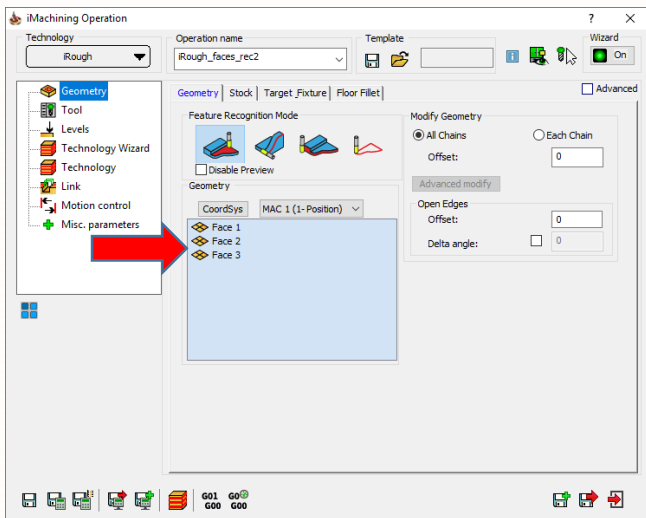 iMachining Operation
? X
Technology
Operation name
Template
Wizard
iRough
iRough_faces_rec2
On
Geometry
Tool
Levels
Technology Wizard
Technology
Link
Motion control
Misc. parameters
Geometry Stock Target_Fixture Floor Fillet
Advanced
Feature Recognition Mode
Disable Preview
Geometry
CoordSys MAC 1 (1- Position)
Face 1
Face 2
Face 3
Modify Geometry
All Chains Each Chain
Offset: 0
Advanced modify
Open Edges
Offset: 0
Delta angle: 0
G01 G00
G00 G00